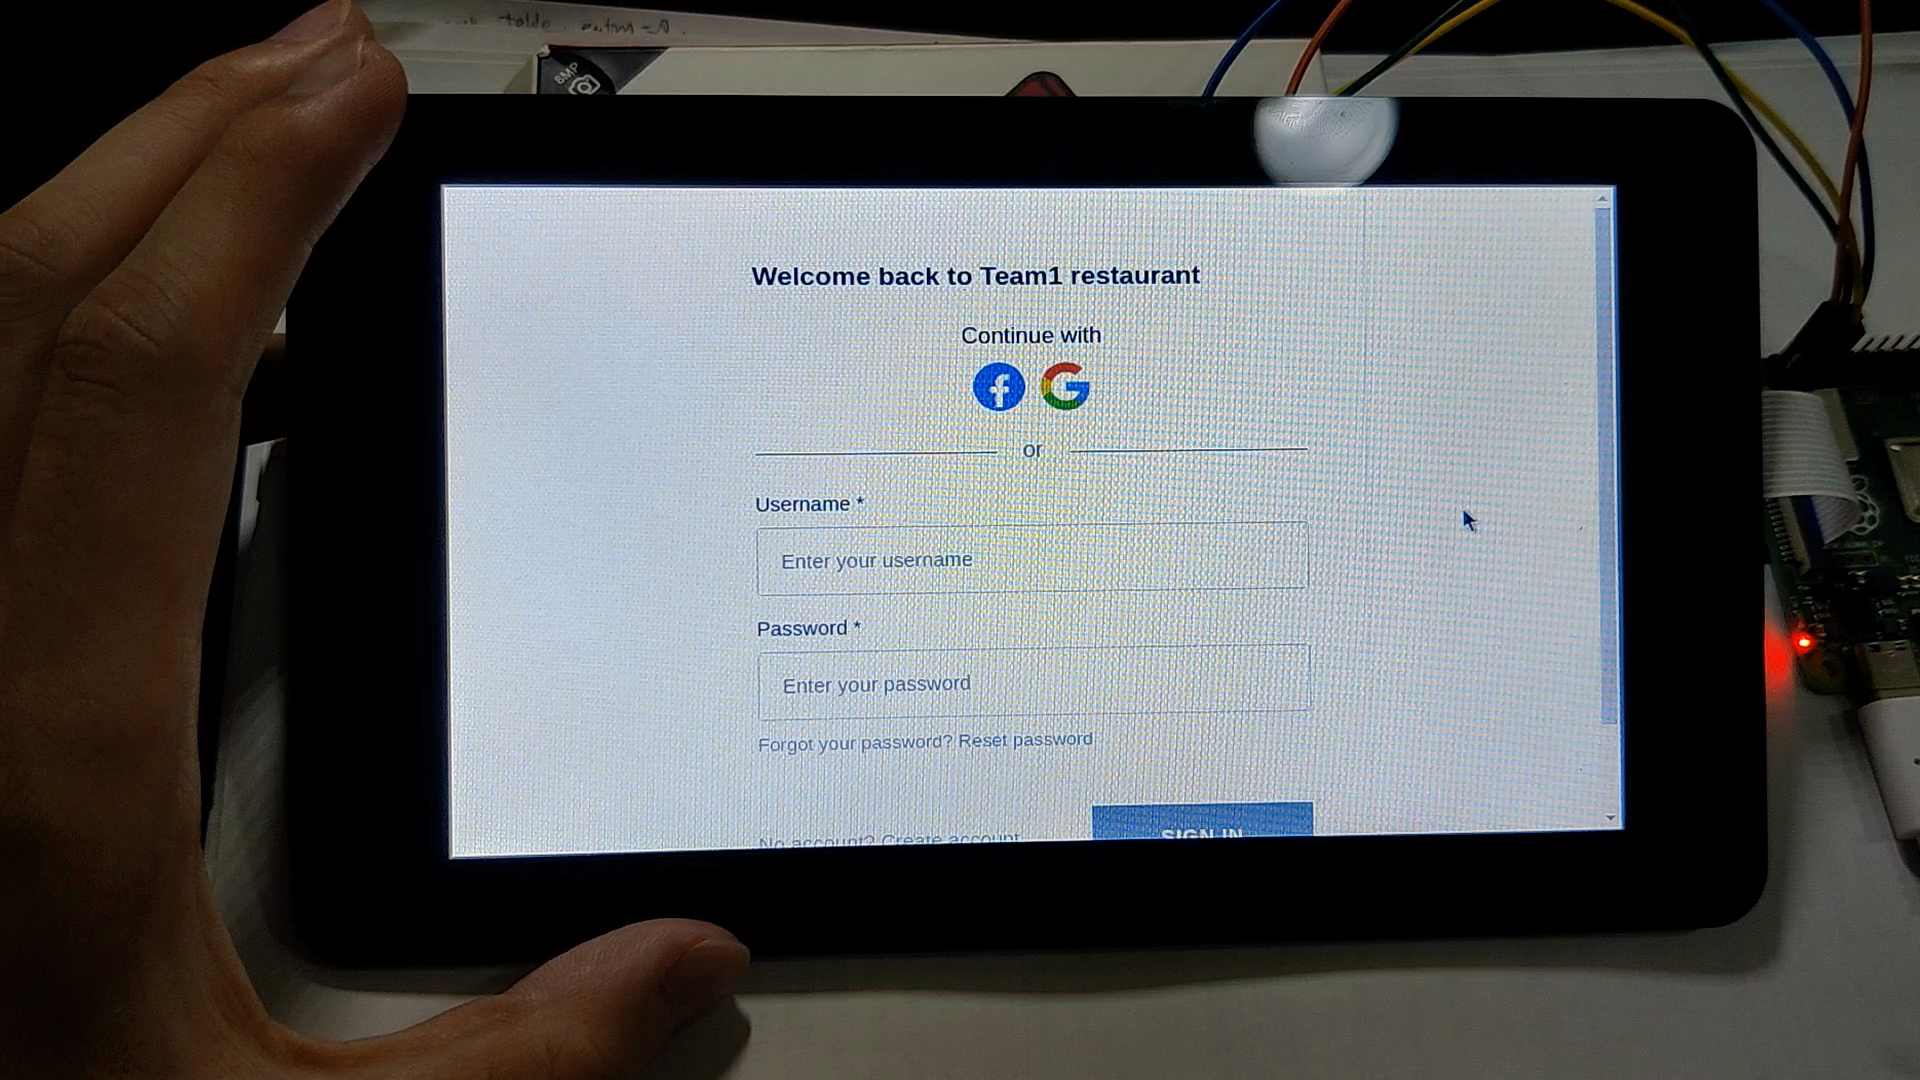 8MP
Welcome back to Team1 restaurant
Continue with
or
Username *
Enter your username
Password *
Enter your password
Forgot your password? Reset password
No account? Create account
SIGN IN